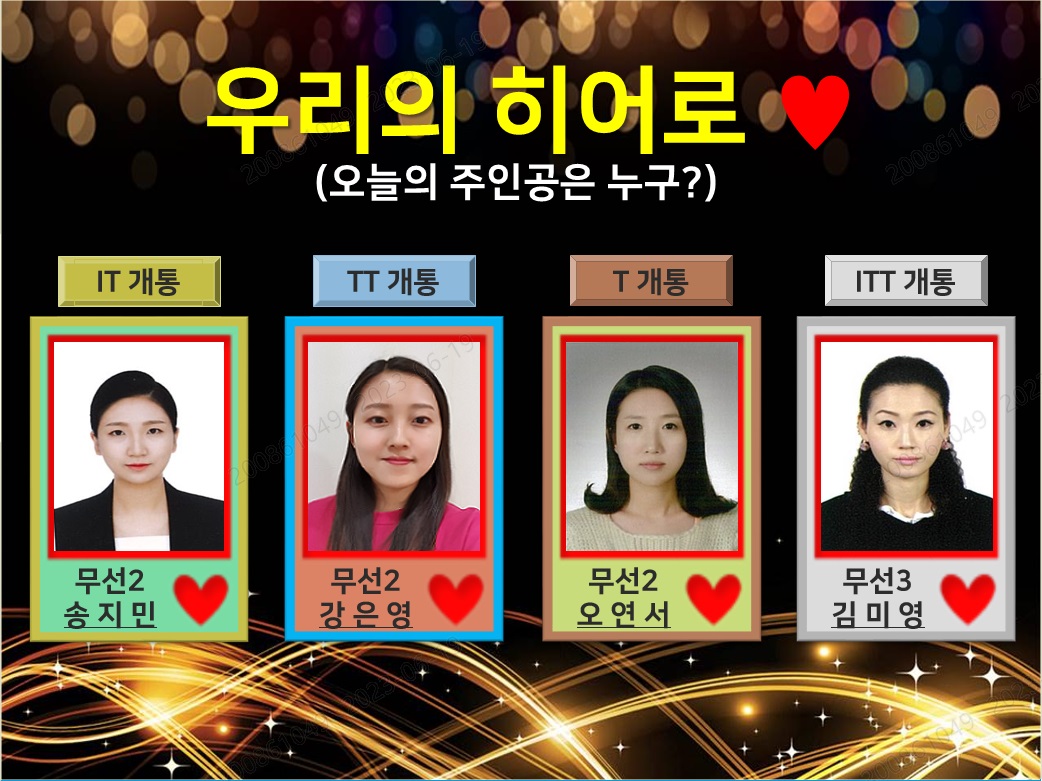 우리의 히어로
(오늘의 주인공은 누구?)
IT 개통
TT 개통
T 개통
ITT 개통
무선2
송 지 민
무선2
강 은 영
무선2
오 연 서
무선3
김 미 영